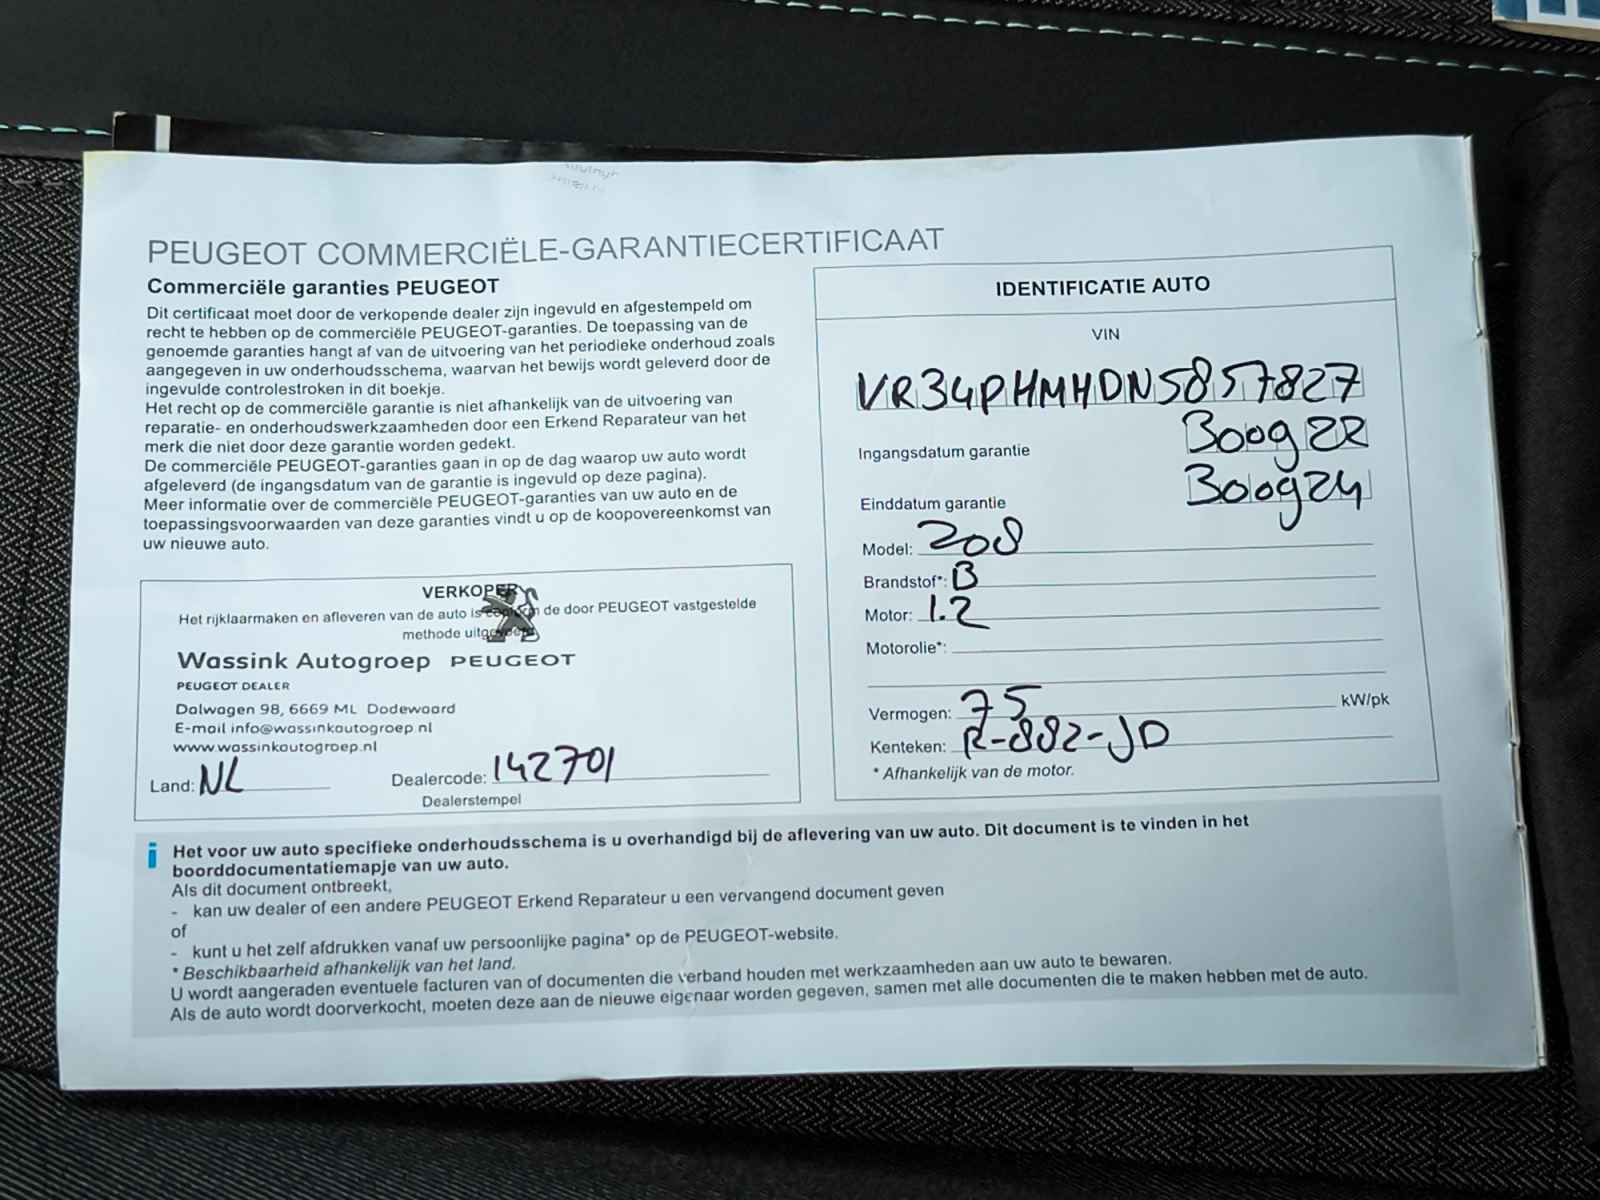 PEUGEOT COMMERCIËLE-GARANTIECERTIFICAAT
Commerciële garanties PEUGEOT
Dit certificaat moet door de verkopende dealer zijn ingevuld en afgestempeld om
recht te hebben op de commerciële PEUGEOT-garanties. De toepassing van de
genoemde garanties hangt af van de uitvoering van het periodieke onderhoud zoals
aangegeven in uw onderhoudsschema, waarvan het bewijs wordt geleverd door de
ingevulde controlestroken in dit boekje.
Het recht op de commerciële garantie is niet afhankelijk van de uitvoering van
reparatie- en onderhoudswerkzaamheden door een Erkend Reparateur van het
merk die niet door deze garantie worden gedekt.
De commerciële PEUGEOT-garanties gaan in op de dag waarop uw auto wordt
afgeleverd (de ingangsdatum van de garantie is ingevuld op deze pagina).
Meer informatie over de commerciële PEUGEOT-garanties van uw auto en de
toepassingsvoorwaarden van deze garanties vindt u op de koopovereenkomst van
uw nieuwe auto.
VERKOPER
Het rijklaarmaken en afleveren van de auto is conform de door PEUGEOT vastgestelde
methode uitgevoerd
Wassink Autogroep PEUGEOT
PEUGEOT DEALER
Dalwagen 98, 6669 ML Dodewaard
E-mail info@wassinkautogroep.nl
www.wassinkautogroep.nl
Land: NL Dealercode: 142701
Dealerstempel
IDENTIFICATIE AUTO
VIN
VR34PHMHDN5857827
Ingangsdatum garantie 300922
Einddatum garantie 300924
Model: 208
Brandstof*: B
Motor: 1.2
Motorolie*:
Vermogen: 75 kW/pk
Kenteken: R-882-JD
* Afhankelijk van de motor.
i Het voor uw auto specifieke onderhoudsschema is u overhandigd bij de aflevering van uw auto. Dit document is te vinden in het
boorddocumentatiemapje van uw auto.
Als dit document ontbreekt,
- kan uw dealer of een andere PEUGEOT Erkend Reparateur u een vervangend document geven
of
- kunt u het zelf afdrukken vanaf uw persoonlijke pagina* op de PEUGEOT-website.
* Beschikbaarheid afhankelijk van het land.
U wordt aangeraden eventuele facturen van of documenten die verband houden met werkzaamheden aan uw auto te bewaren.
Als de auto wordt doorverkocht, moeten deze aan de nieuwe eigenaar worden gegeven, samen met alle documenten die te maken hebben met de auto.